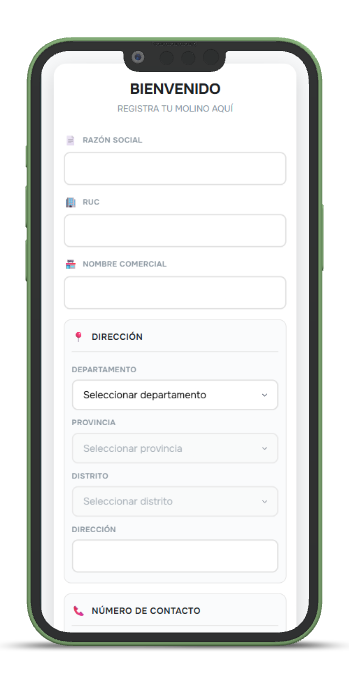 BIENVENIDO
REGISTRA TU MOLINO AQUÍ
RAZÓN SOCIAL
RUC
NOMBRE COMERCIAL
DIRECCIÓN
DEPARTAMENTO
Seleccionar departamento
PROVINCIA
Seleccionar provincia
DISTRITO
Seleccionar distrito
DIRECCIÓN
NÚMERO DE CONTACTO